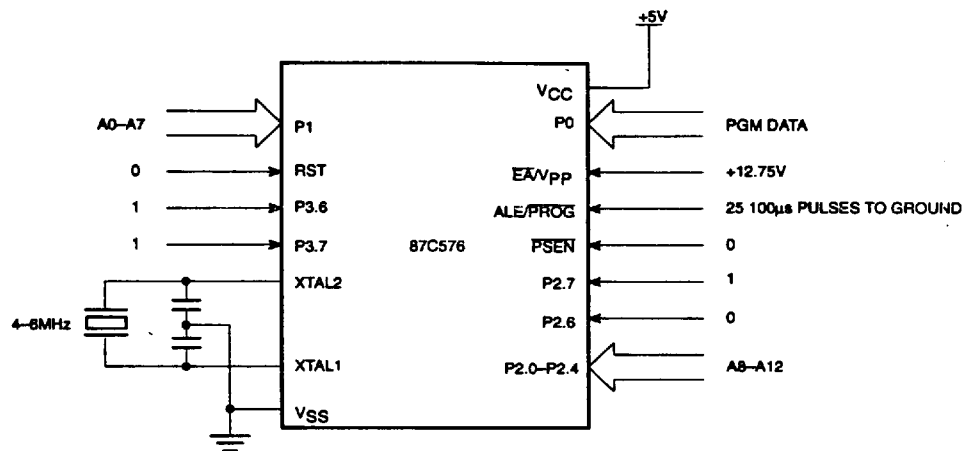 +5V
VCC
A0–A7
P1
P0
PGM DATA
0
RST
EA/VPP
+12.75V
1
P3.6
ALE/PROG
25 100µs PULSES TO GROUND
1
P3.7
87C576
PSEN
0
XTAL2
P2.7
1
4–6MHz
P2.6
0
XTAL1
P2.0–P2.4
A8–A12
VSS